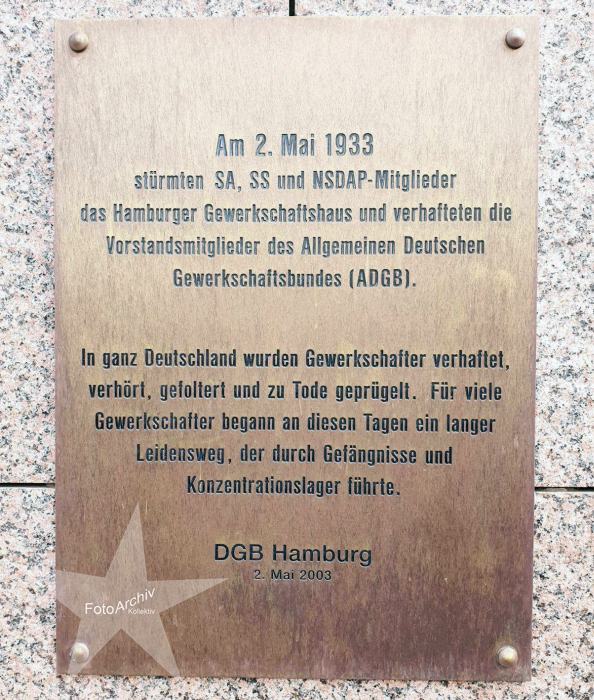 Am 2. Mai 1933
stürmten SA, SS und NSDAP-Mitglieder
das Hamburger Gewerkschaftshaus und verhafteten die
Vorstandsmitglieder des Allgemeinen Deutschen
Gewerkschaftsbundes (ADGB).
In ganz Deutschland wurden Gewerkschafter verhaftet,
verhört, gefoltert und zu Tode geprügelt. Für viele
Gewerkschafter begann an diesen Tagen ein langer
Leidensweg, der durch Gefängnisse und
Konzentrationslager führte.
DGB Hamburg
2. Mai 2003
FotoArchiv
Kollektiv